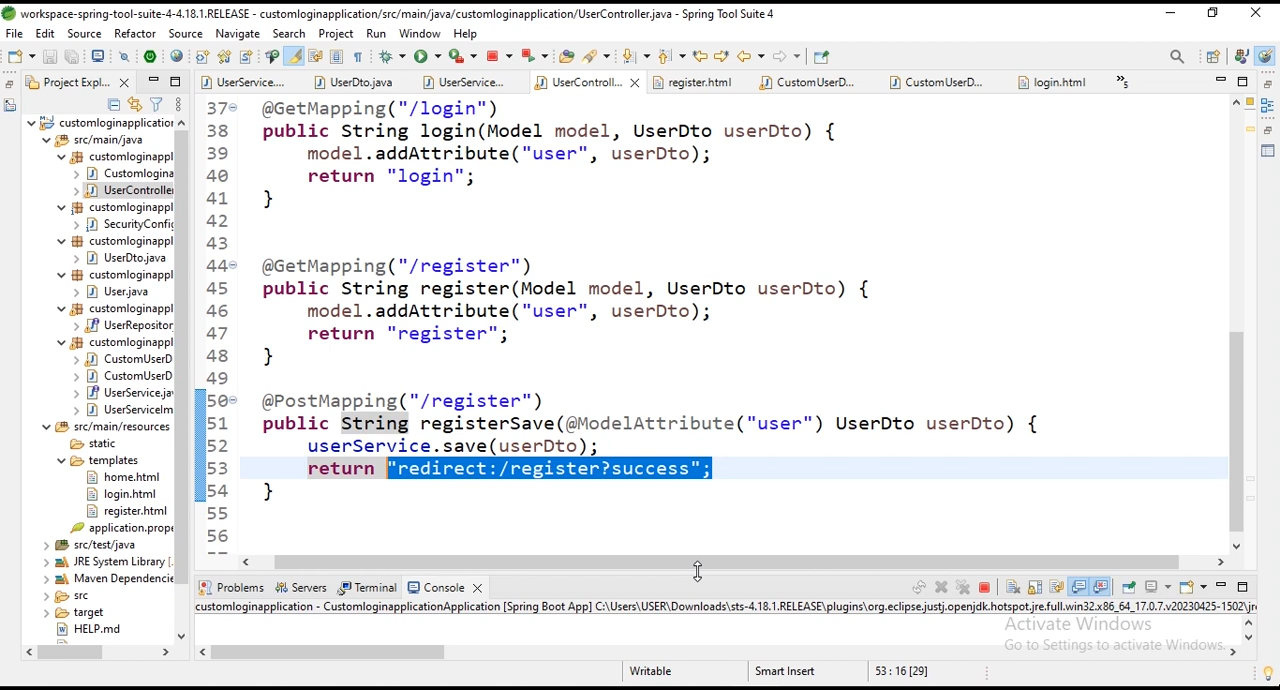 workspace-spring-tool-suite-4-4.18.1.RELEASE - customloginapplication/src/main/java/customloginapplication/UserController.java - Spring Tool Suite 4
File Edit Source Refactor Source Navigate Search Project Run Window Help
Project Expl...
UserService.... UserDto.java UserService... UserControll... register.html CustomUserD... CustomUserD... login.html »5
customloginapplication
src/main/java
customloginappl
Customlogina
UserController
customloginappl
SecurityConfig
customloginappl
UserDto.java
customloginappl
User.java
customloginappl
UserRepositor
customloginappl
CustomUserD
CustomUserD
UserService.jav
UserServiceIm
src/main/resources
static
templates
home.html
login.html
register.html
application.prope
src/test/java
JRE System Library [
Maven Dependencie
src
target
HELP.md
37 @GetMapping("/login")
38 public String login(Model model, UserDto userDto) {
39 model.addAttribute("user", userDto);
40 return "login";
41 }
42
43
44 @GetMapping("/register")
45 public String register(Model model, UserDto userDto) {
46 model.addAttribute("user", userDto);
47 return "register";
48 }
49
50 @PostMapping("/register")
51 public String registerSave(@ModelAttribute("user") UserDto userDto) {
52 userService.save(userDto);
53 return "redirect:/register?success";
54 }
55
56
Problems Servers Terminal Console
customloginapplication - CustomloginapplicationApplication [Spring Boot App] C:\Users\USER\Downloads\sts-4.18.1.RELEASE\plugins\org.eclipse.justj.openjdk.hotspot.jre.full.win32.x86_64_17.0.7.v20230425-1502\jre
Activate Windows
Go to Settings to activate Windows.
Writable Smart Insert 53 : 16 [29]